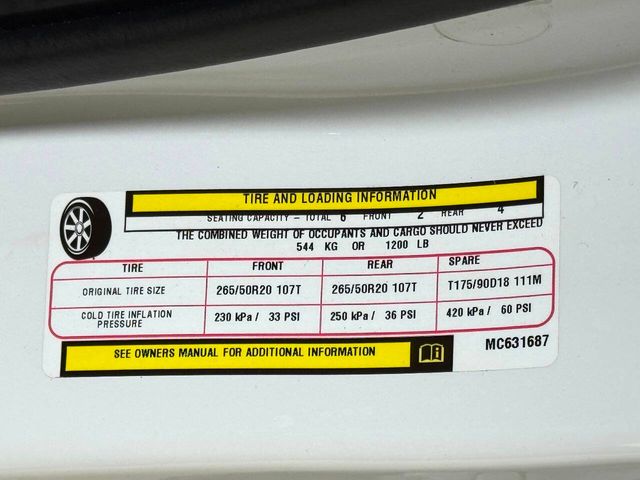 TIRE AND LOADING INFORMATION
SEATING CAPACITY - TOTAL 6 FRONT 2 REAR 4
THE COMBINED WEIGHT OF OCCUPANTS AND CARGO SHOULD NEVER EXCEED
544 KG OR 1200 LB
TIRE FRONT REAR SPARE
ORIGINAL TIRE SIZE 265/50R20 107T 265/50R20 107T T175/90D18 111M
COLD TIRE INFLATION PRESSURE 230 kPa / 33 PSI 250 kPa / 36 PSI 420 kPa / 60 PSI
SEE OWNERS MANUAL FOR ADDITIONAL INFORMATION
MC631687